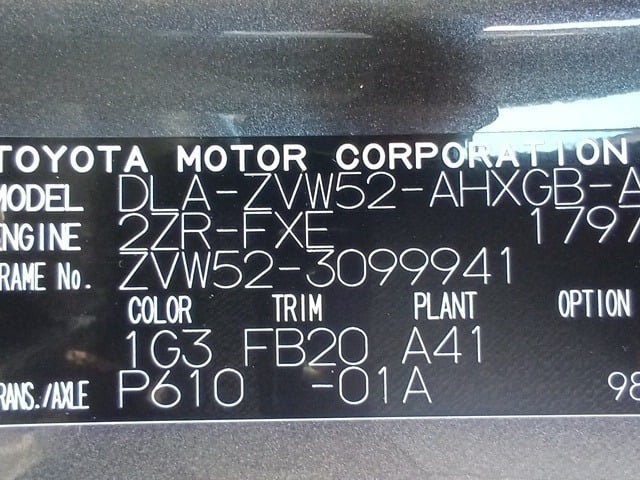 TOYOTA MOTOR CORPORATION
MODEL DLA-ZVW52-AHXGB-A
ENGINE 2ZR-FXE 1797
FRAME No. ZVW52-3099941
COLOR TRIM PLANT OPTION
1G3 FB20 A41
TRANS./AXLE P610 -01A 98